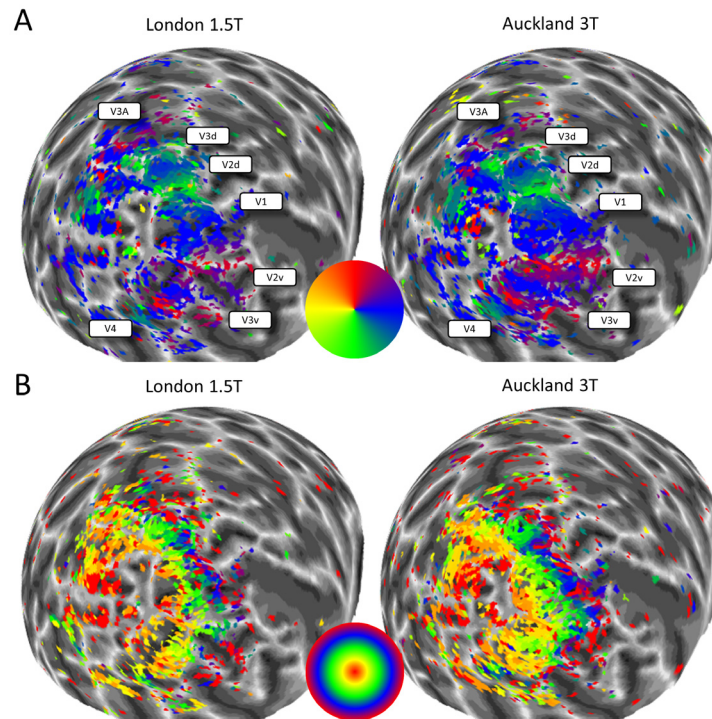 A
London 1.5T
Auckland 3T
V3A
V3d
V2d
V1
V2v
V3v
V4
V3A
V3d
V2d
V1
V2v
V3v
V4
B
London 1.5T
Auckland 3T